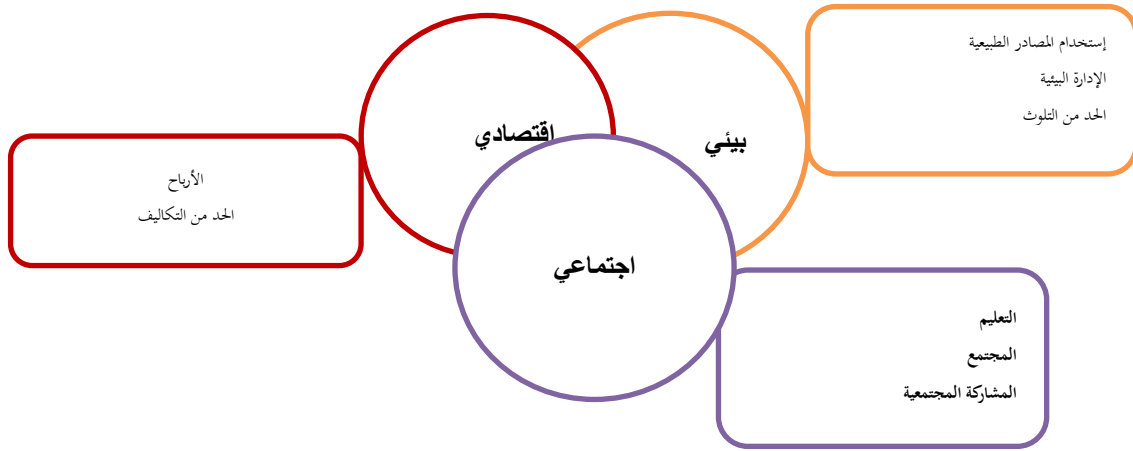 إستخدام المصادر الطبيعية
الإدارة البيئية
الحد من التلوث
بيئي
اقتصادي
الأرباح
الحد من التكاليف
اجتماعي
التعليم
المجتمع
المشاركة المجتمعية